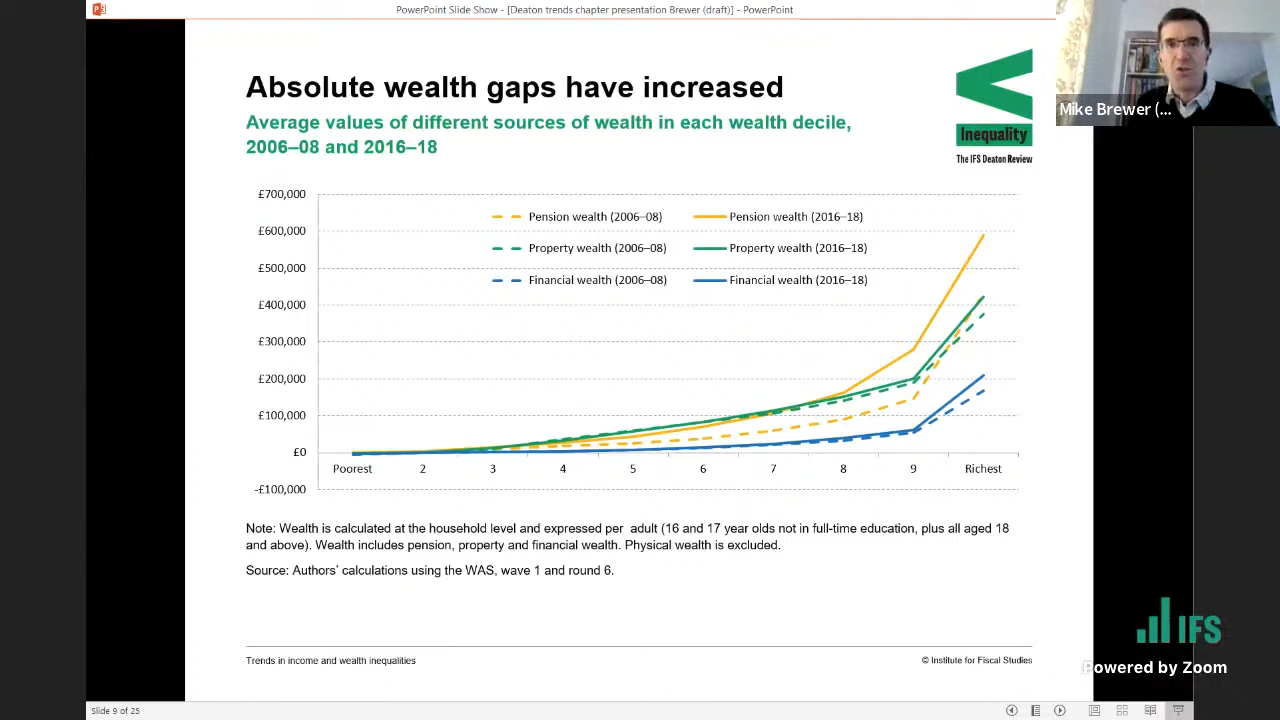 PowerPoint Slide Show - [Deaton trends chapter presentation Brewer (draft)] - PowerPoint
Absolute wealth gaps have increased
Average values of different sources of wealth in each wealth decile,
2006–08 and 2016–18
Inequality
The IFS Deaton Review
Mike Brewer (...
£700,000
£600,000
£500,000
£400,000
£300,000
£200,000
£100,000
£0
-£100,000
Pension wealth (2006–08)
Pension wealth (2016–18)
Property wealth (2006–08)
Property wealth (2016–18)
Financial wealth (2006–08)
Financial wealth (2016–18)
Poorest 2 3 4 5 6 7 8 9 Richest
Note: Wealth is calculated at the household level and expressed per adult (16 and 17 year olds not in full-time education, plus all aged 18
and above). Wealth includes pension, property and financial wealth. Physical wealth is excluded.
Source: Authors' calculations using the WAS, wave 1 and round 6.
IFS
Powered by Zoom
Trends in income and wealth inequalities
© Institute for Fiscal Studies
Slide 9 of 25